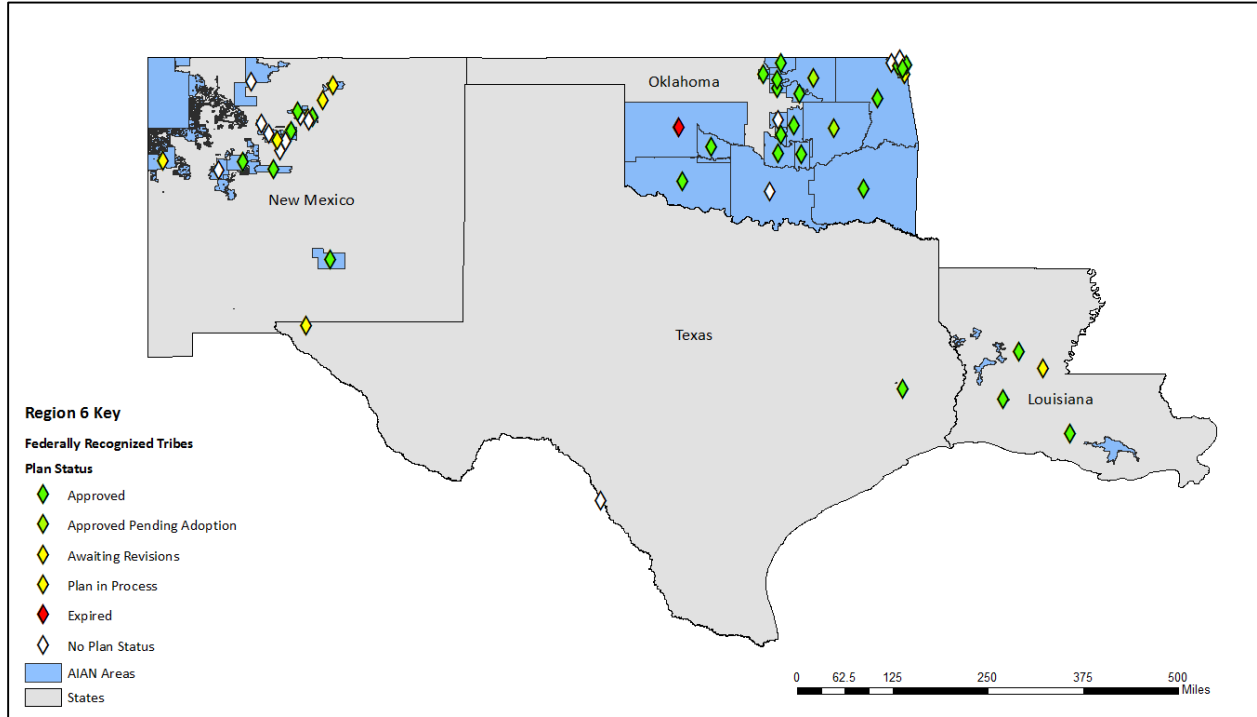 Oklahoma
New Mexico
Texas
Louisiana
Region 6 Key
Federally Recognized Tribes
Plan Status
Approved
Approved Pending Adoption
Awaiting Revisions
Plan in Process
Expired
No Plan Status
AIAN Areas
States
0 62.5 125 250 375 500
Miles